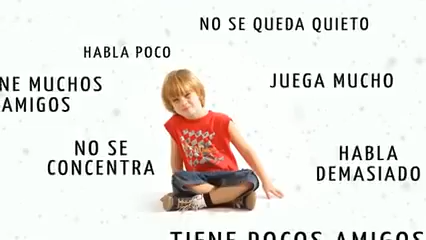 NO SE QUEDA QUIETO
HABLA POCO
NE MUCHOS
AMIGOS
JUEGA MUCHO
NO SE
CONCENTRA
HABLA
DEMASIADO
TIENE POCOS AMIGOS